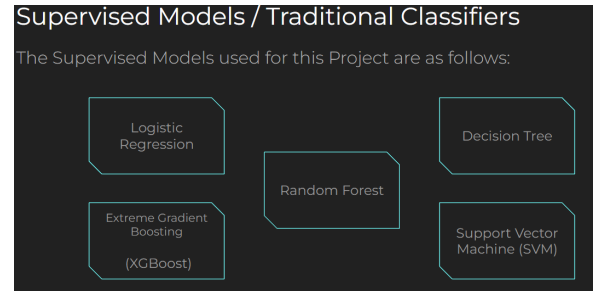 Supervised Models / Traditional Classifiers
The Supervised Models used for this Project are as follows:
Logistic
Regression
Decision Tree
Random Forest
Extreme Gradient
Boosting
(XGBoost)
Support Vector
Machine (SVM)